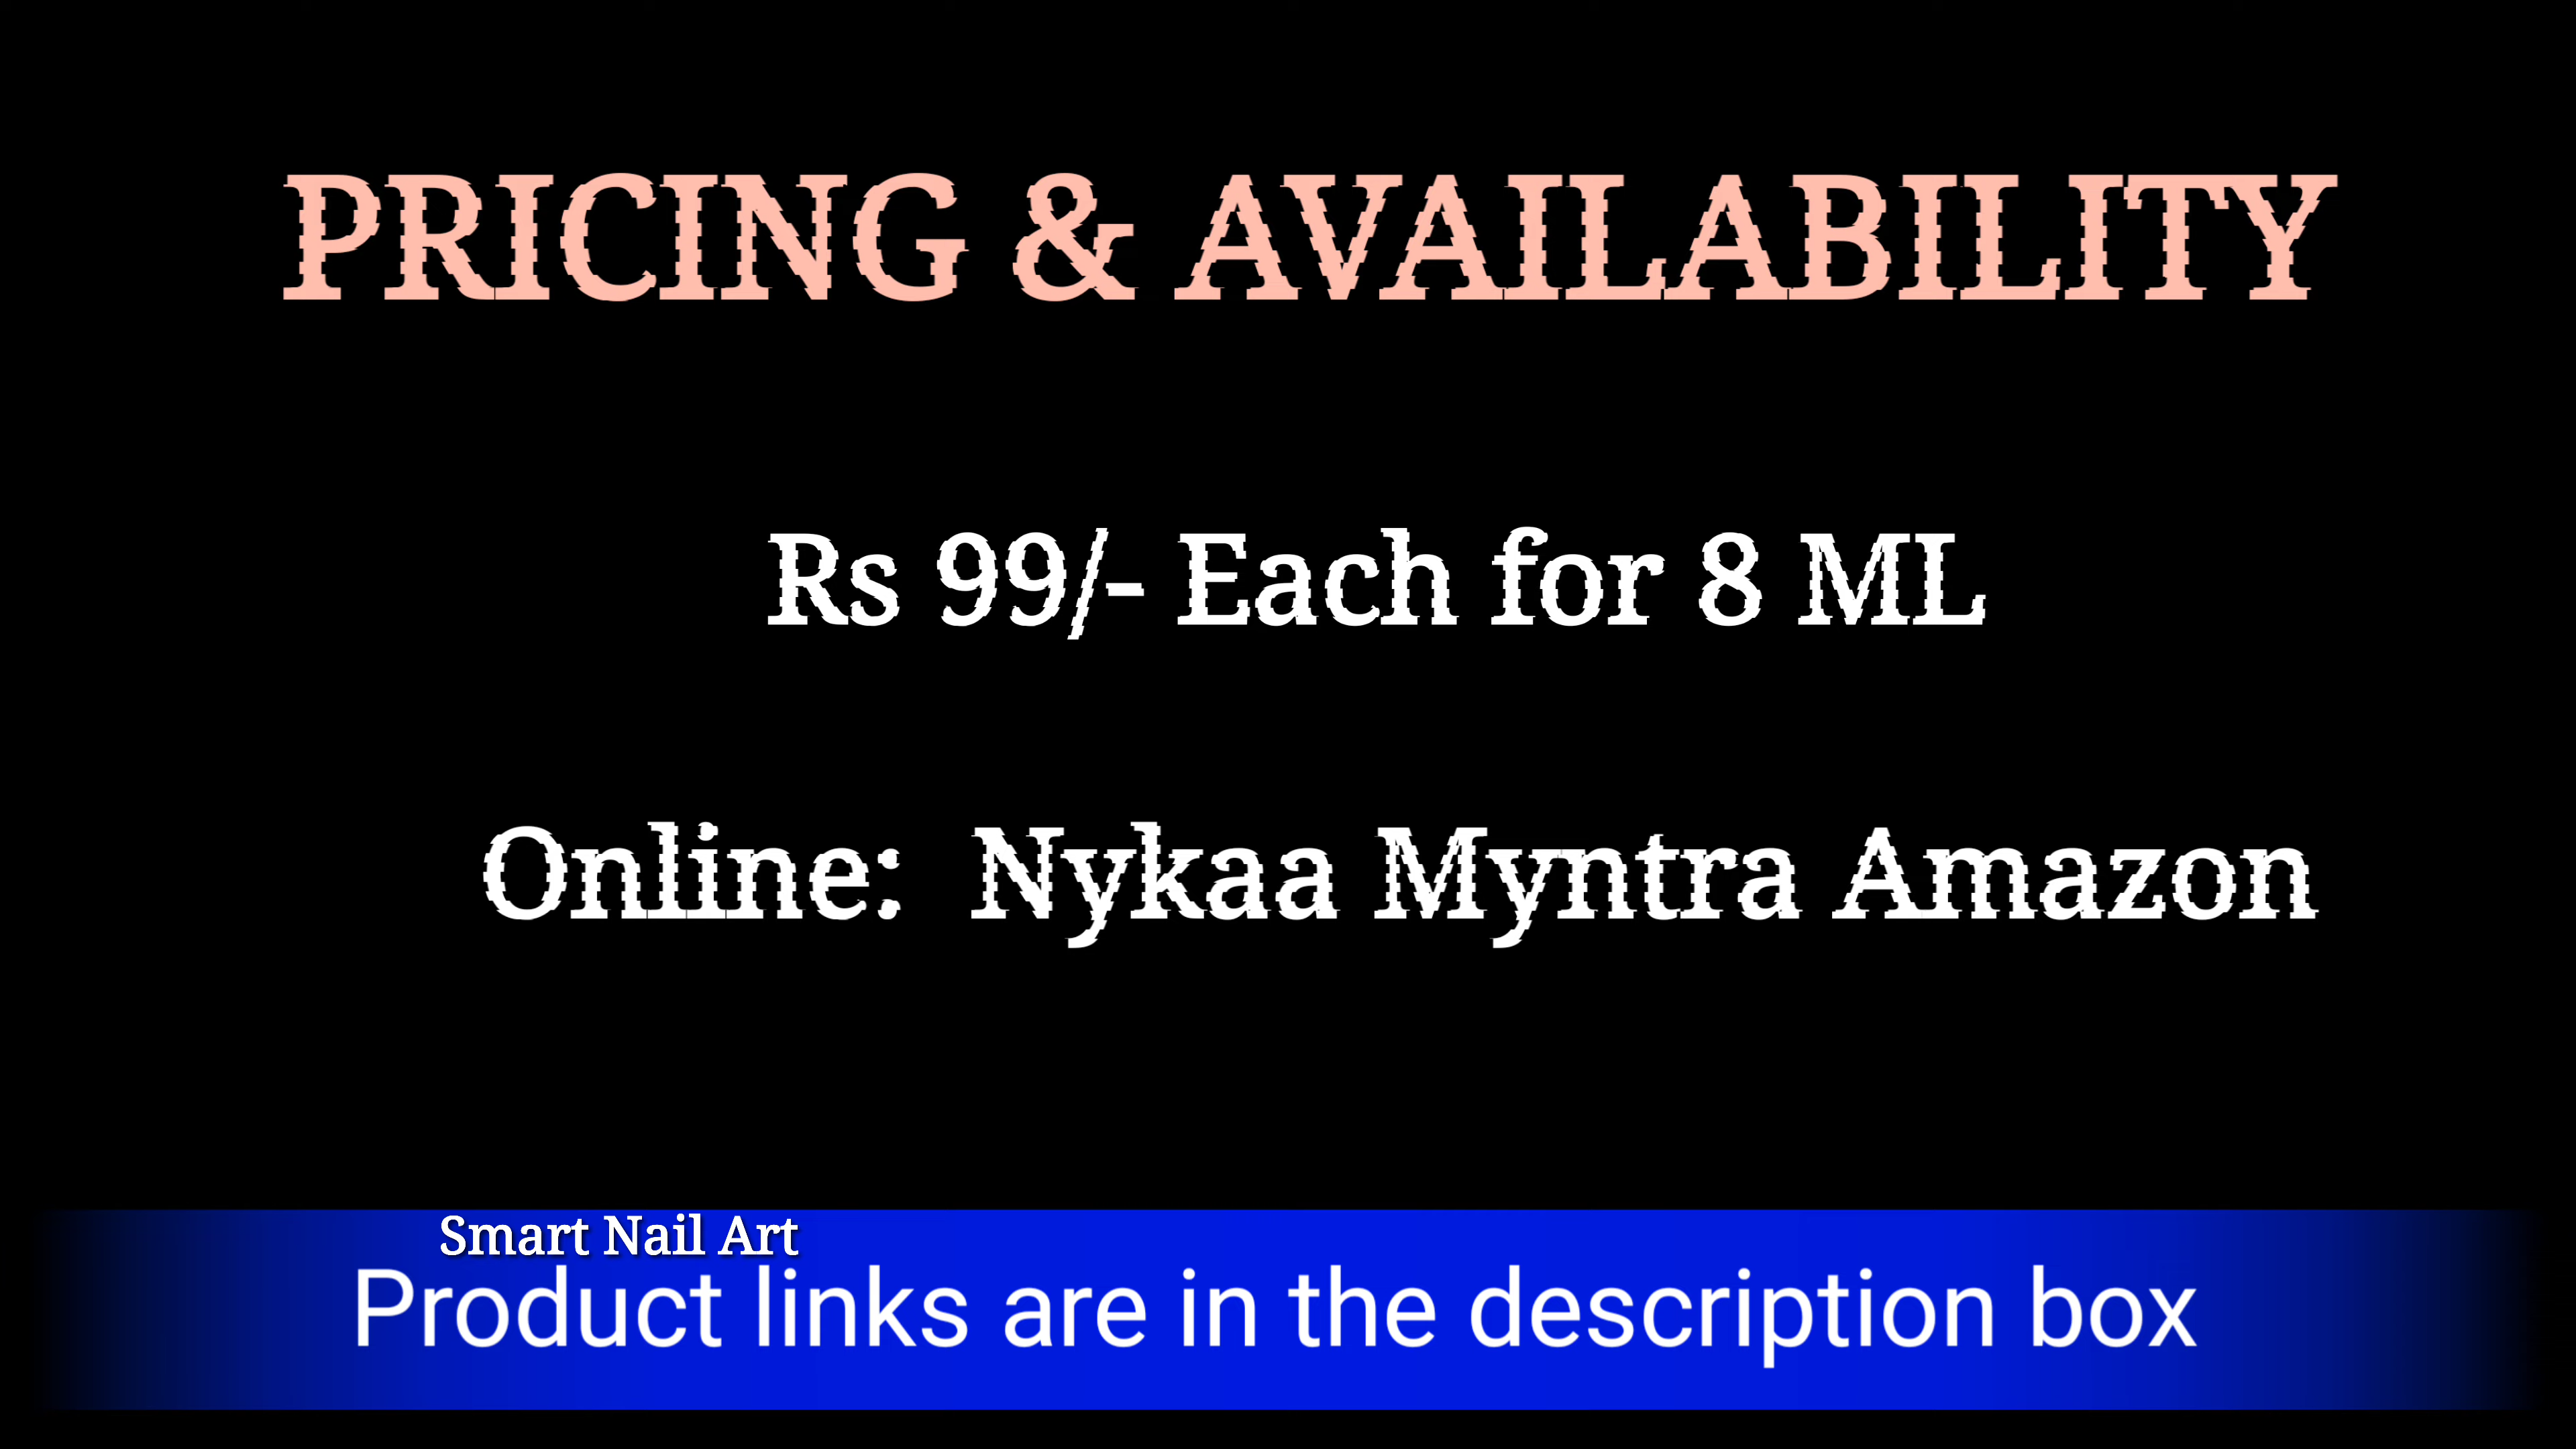 PRICING & AVAILABILITY
Rs 99/- Each for 8 ML
Online: Nykaa Myntra Amazon
Smart Nail Art
Product links are in the description box